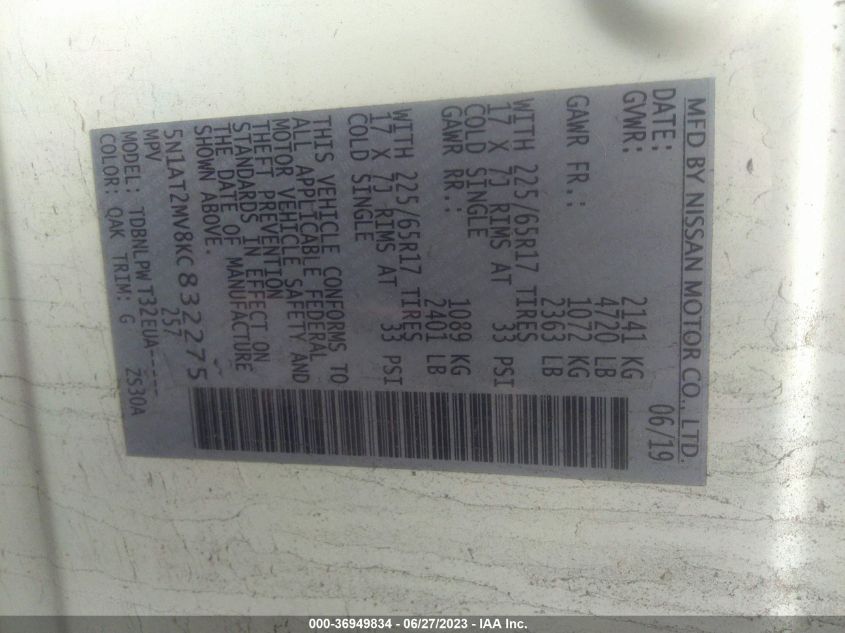 MFD BY NISSAN MOTOR CO., LTD.
DATE: 06/19
GVWR: 2141 KG
4720 LB
GAWR FR.: 1072 KG
2363 LB
WITH 225/65R17 TIRES
17 X 7J RIMS AT 33 PSI
COLD SINGLE
GAWR RR.: 1089 KG
2401 LB
WITH 225/65R17 TIRES
17 X 7J RIMS AT 33 PSI
COLD SINGLE
THIS VEHICLE CONFORMS TO
ALL APPLICABLE FEDERAL
MOTOR VEHICLE SAFETY AND
THEFT PREVENTION
STANDARDS IN EFFECT ON
THE DATE OF MANUFACTURE
SHOWN ABOVE.
5N1AT2MV8KC832275
MPV 257
MODEL: TDBNLPW T32EUA-----
COLOR: QAK TRIM: G ZS30A
000-36949834 - 06/27/2023 - IAA Inc.